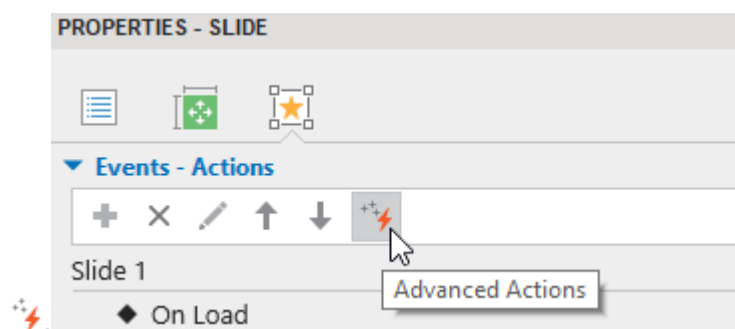 PROPERTIES - SLIDE
Events - Actions
Slide 1
Advanced Actions
On Load